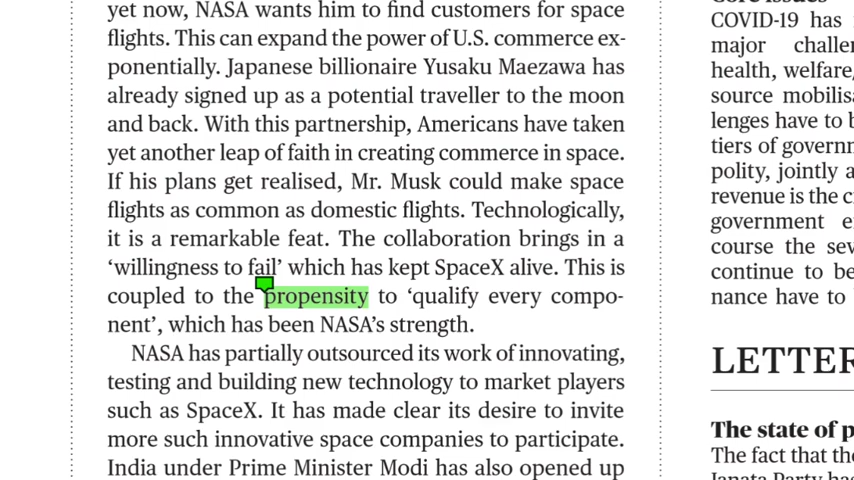 yet now, NASA wants him to find customers for space
flights. This can expand the power of U.S. commerce ex-
ponentially. Japanese billionaire Yusaku Maezawa has
already signed up as a potential traveller to the moon
and back. With this partnership, Americans have taken
yet another leap of faith in creating commerce in space.
If his plans get realised, Mr. Musk could make space
flights as common as domestic flights. Technologically,
it is a remarkable feat. The collaboration brings in a
‘willingness to fail’ which has kept SpaceX alive. This is
coupled to the propensity to ‘qualify every compo-
nent’, which has been NASA’s strength.
NASA has partially outsourced its work of innovating,
testing and building new technology to market players
such as SpaceX. It has made clear its desire to invite
more such innovative space companies to participate.
India under Prime Minister Modi has also opened up
COVID-19 has
major challen
health, welfare,
source mobilisa
lenges have to b
tiers of governm
polity, jointly a
revenue is the c
government e
course the sev
continue to be
nance have to
LETTER
The state of p
The fact that the
Janata Party has